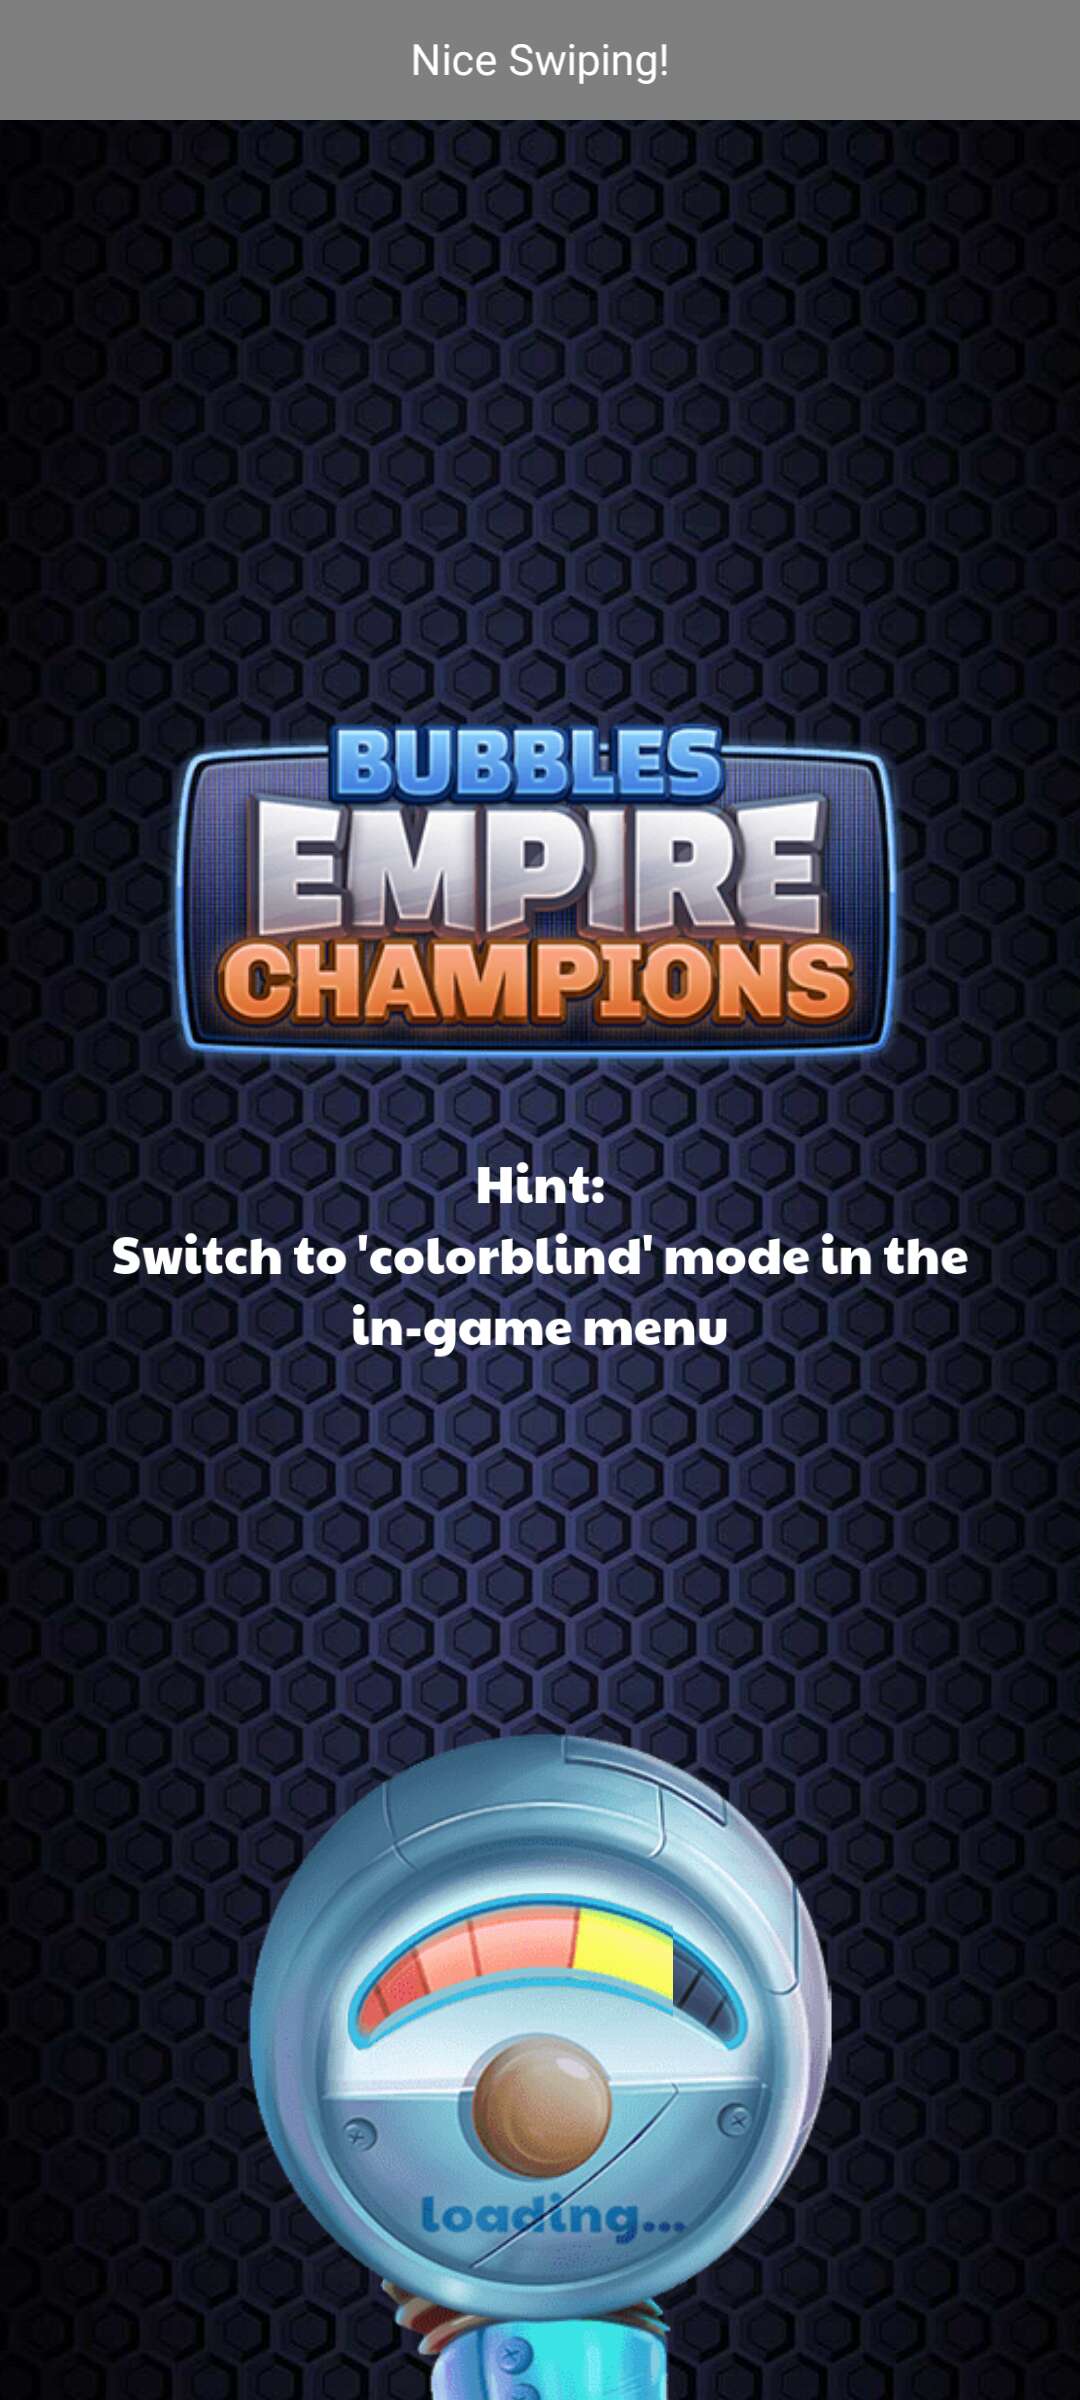 Nice Swiping!
BUBBLES
EMPIRE
CHAMPIONS
Hint:
Switch to 'colorblind' mode in the
in-game menu
loading...